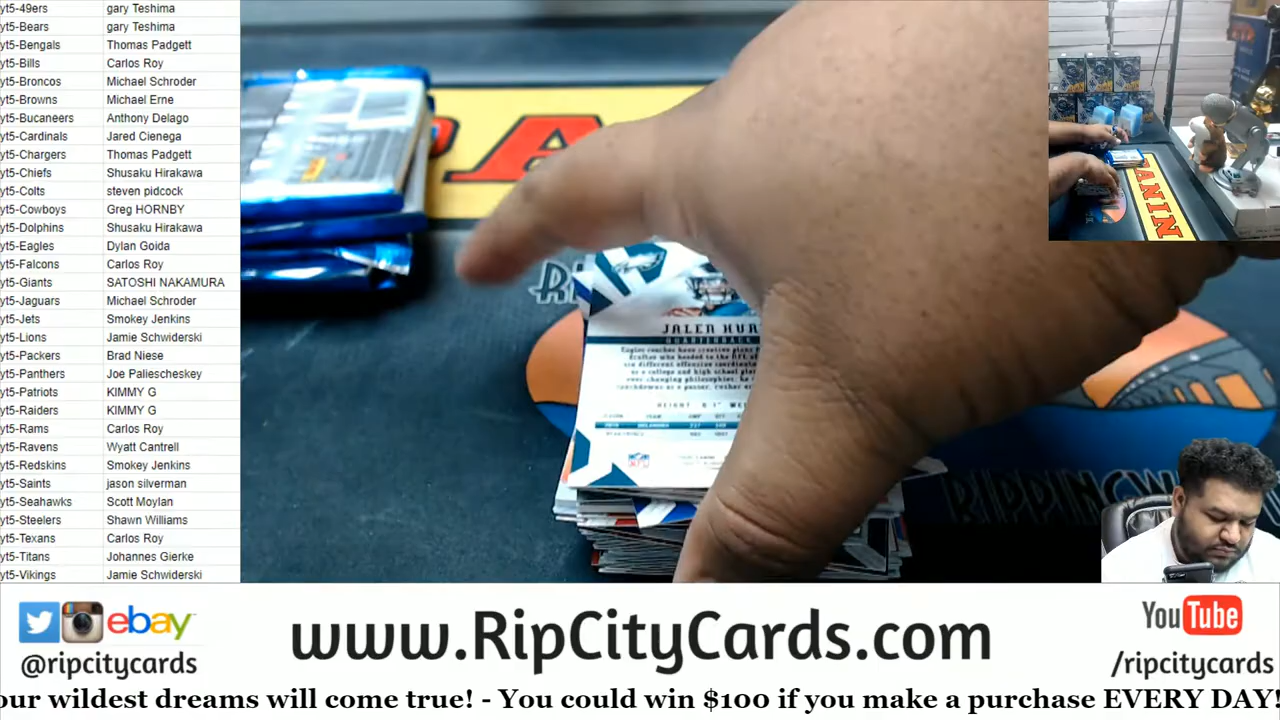 yt5-49ers gary Teshima
yt5-Bears gary Teshima
yt5-Bengals Thomas Padgett
yt5-Bills Carlos Roy
yt5-Broncos Michael Schroder
yt5-Browns Michael Erne
yt5-Bucaneers Anthony Delago
yt5-Cardinals Jared Cienega
yt5-Chargers Thomas Padgett
yt5-Chiefs Shusaku Hirakawa
yt5-Colts steven pidcock
yt5-Cowboys Greg HORNBY
yt5-Dolphins Shusaku Hirakawa
yt5-Eagles Dylan Goida
yt5-Falcons Carlos Roy
yt5-Giants SATOSHI NAKAMURA
yt5-Jaguars Michael Schroder
yt5-Jets Smokey Jenkins
yt5-Lions Jamie Schwiderski
yt5-Packers Brad Niese
yt5-Panthers Joe Paliescheskey
yt5-Patriots KIMMY G
yt5-Raiders KIMMY G
yt5-Rams Carlos Roy
yt5-Ravens Wyatt Cantrell
yt5-Redskins Smokey Jenkins
yt5-Saints jason silverman
yt5-Seahawks Scott Moylan
yt5-Steelers Shawn Williams
yt5-Texans Carlos Roy
yt5-Titans Johannes Gierke
yt5-Vikings Jamie Schwiderski
JALEN HUR
QUARTERBACK
NFL
PANIN
RIPPINGW
ebay
@ripcitycards
www.RipCityCards.com
YouTube
/ripcitycards
our wildest dreams will come true! - You could win $100 if you make a purchase EVERY DAY!